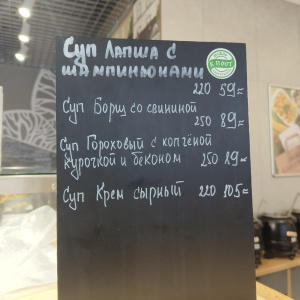 Суп Лапша с
шампиньонами
220 59=
Суп Борщ со свининой
250 89=
Суп Гороховый с копчёной
курочкой и беконом 250 89=
Суп Крем сырный 220 105=